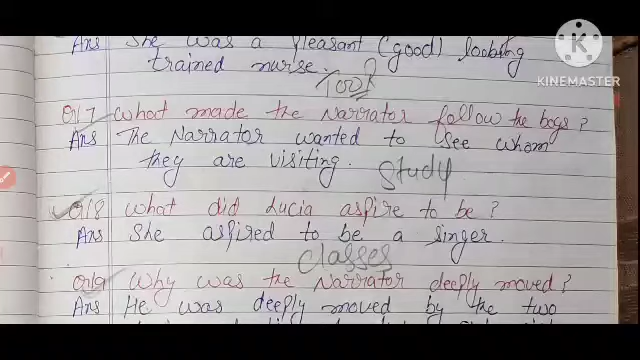 Ans She was a Pleasant (good) looking
trained nurse.
KINEMASTER
Q17 What made the Narrator follow the boys?
Ans The Narrator wanted to see whom
they are visiting.
Study
Q18 What did Lucia aspire to be?
Ans She aspired to be a singer.
Classes
Q19 Why was the Narrator deeply moved?
Ans He was deeply moved by the two